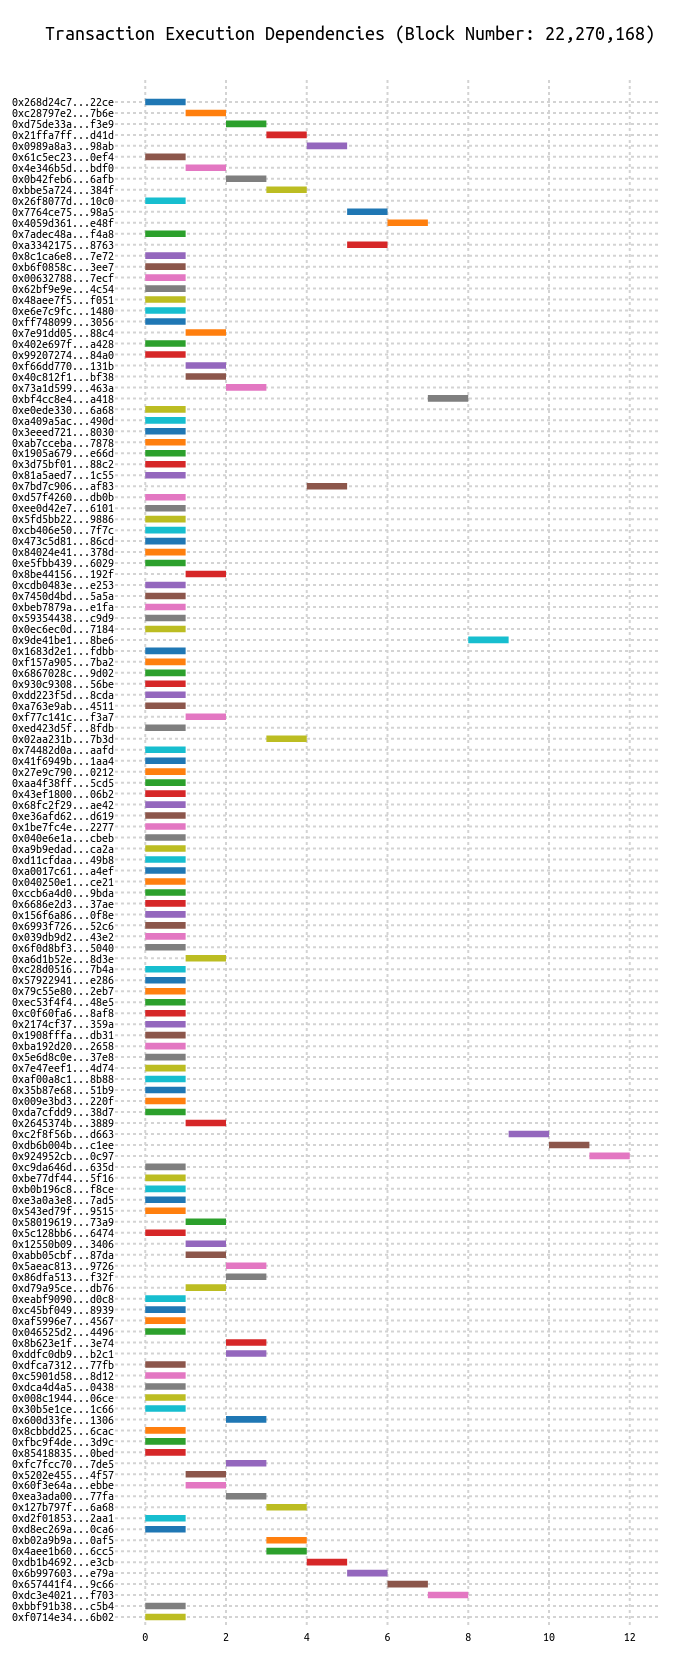 Transaction Execution Dependencies (Block Number: 22,270,168)
0x268d24c7...22ce
0xc28797e2...7b6e
0xd75de33a...f3e9
0x21ffa7ff...d41d
0x0989a8a3...98ab
0x61c5ec23...0ef4
0x4e346b5d...bdf0
0x0b42feb6...6afb
0xbbe5a724...384f
0x26f8077d...10c0
0x7764ce75...98a5
0x4059d361...e48f
0x7adec48a...f4a8
0xa3342175...8763
0x8c1ca6e8...7e72
0xb6f0858c...3ee7
0x00632788...7ecf
0x62bf9e9e...4c54
0x48aee7f5...f051
0xe6e7c9fc...1480
0xff748099...3056
0x7e91dd05...88c4
0x402e697f...a428
0x99207274...84a0
0xf66dd770...131b
0x40c812f1...bf38
0x73a1d599...463a
0xbf4cc8e4...a418
0xe0ede330...6a68
0xa409a5ac...490d
0x3eeed721...8030
0xab7cceba...7878
0x1905a679...e66d
0x3d75bf01...88c2
0x81a5aed7...1c55
0x7bd7c906...af83
0xd57f4260...db0b
0xee0d42e7...6101
0x5fd5bb22...9886
0xcb406e50...7f7c
0x473c5d81...86cd
0x84024e41...378d
0xe5fbb439...6029
0x8be44156...192f
0xcdb0483e...e253
0x7450d4bd...5a5a
0xbeb7879a...e1fa
0x59354438...c9d9
0x0ec6ec0d...7184
0x9de41be1...8be6
0x1683d2e1...fdbb
0xf157a905...7ba2
0x6867028c...9d02
0x930c9308...56be
0xdd223f5d...8cda
0xa763e9ab...4511
0xf77c141c...f3a7
0xed423d5f...8fdb
0x02aa231b...7b3d
0x74482d0a...aafd
0x41f6949b...1aa4
0x27e9c790...0212
0xaa4f38ff...5cd5
0x43ef1800...06b2
0x68fc2f29...ae42
0xe36afd62...d619
0x1be7fc4e...2277
0x040e6e1a...cbeb
0xa9b9edad...ca2a
0xd11cfdaa...49b8
0xa0017c61...a4ef
0x040250e1...ce21
0xccb6a4d0...9bda
0x6686e2d3...37ae
0x156f6a86...0f8e
0x6993f726...52c6
0x039db9d2...43e2
0x6f0d8bf3...5040
0xa6d1b52e...8d3e
0xc28d0516...7b4a
0x57922941...e286
0x79c55e80...2eb7
0xec53f4f4...48e5
0xc0f60fa6...8af8
0x2174cf37...359a
0x1908fffa...db31
0xba192d20...2658
0x5e6d8c0e...37e8
0x7e47eef1...4d74
0xaf00a8c1...8b88
0x35b87e68...51b9
0x009e3bd3...220f
0xda7cfdd9...38d7
0x2645374b...3889
0xc2f8f56b...d663
0xdb6b004b...c1ee
0x924952cb...0c97
0xc9da646d...635d
0xbe77df44...5f16
0xb0b196c8...f8ce
0xe3a0a3e8...7ad5
0x543ed79f...9515
0x58019619...73a9
0x5c128bb6...6474
0x12550b09...3406
0xabb05cbf...87da
0x5aeac813...9726
0x86dfa513...f32f
0xd79a95ce...db76
0xeabf9090...d0c8
0xc45bf049...8939
0xaf5996e7...4567
0x046525d2...4496
0x8b623e1f...3e74
0xddfc0db9...b2c1
0xdfca7312...77fb
0xc5901d58...8d12
0xdca4d4a5...0438
0x008c1944...06ce
0x30b5e1ce...1c66
0x600d33fe...1306
0x8cbbdd25...6cac
0xfbc9f4de...3d9c
0x85418835...0bed
0xfc7fcc70...7de5
0x5202e455...4f57
0x60f3e64a...ebbe
0xea3ada00...77fa
0x127b797f...6a68
0xd2f01853...2aa1
0xd8ec269a...0ca6
0xb02a9b9a...0af5
0x4aee1b60...6cc5
0xdb1b4692...e3cb
0x6b997603...e79a
0x657441f4...9c66
0xdc3e4021...f703
0xbbf91b38...c5b4
0xf0714e34...6b02
0 2 4 6 8 10 12